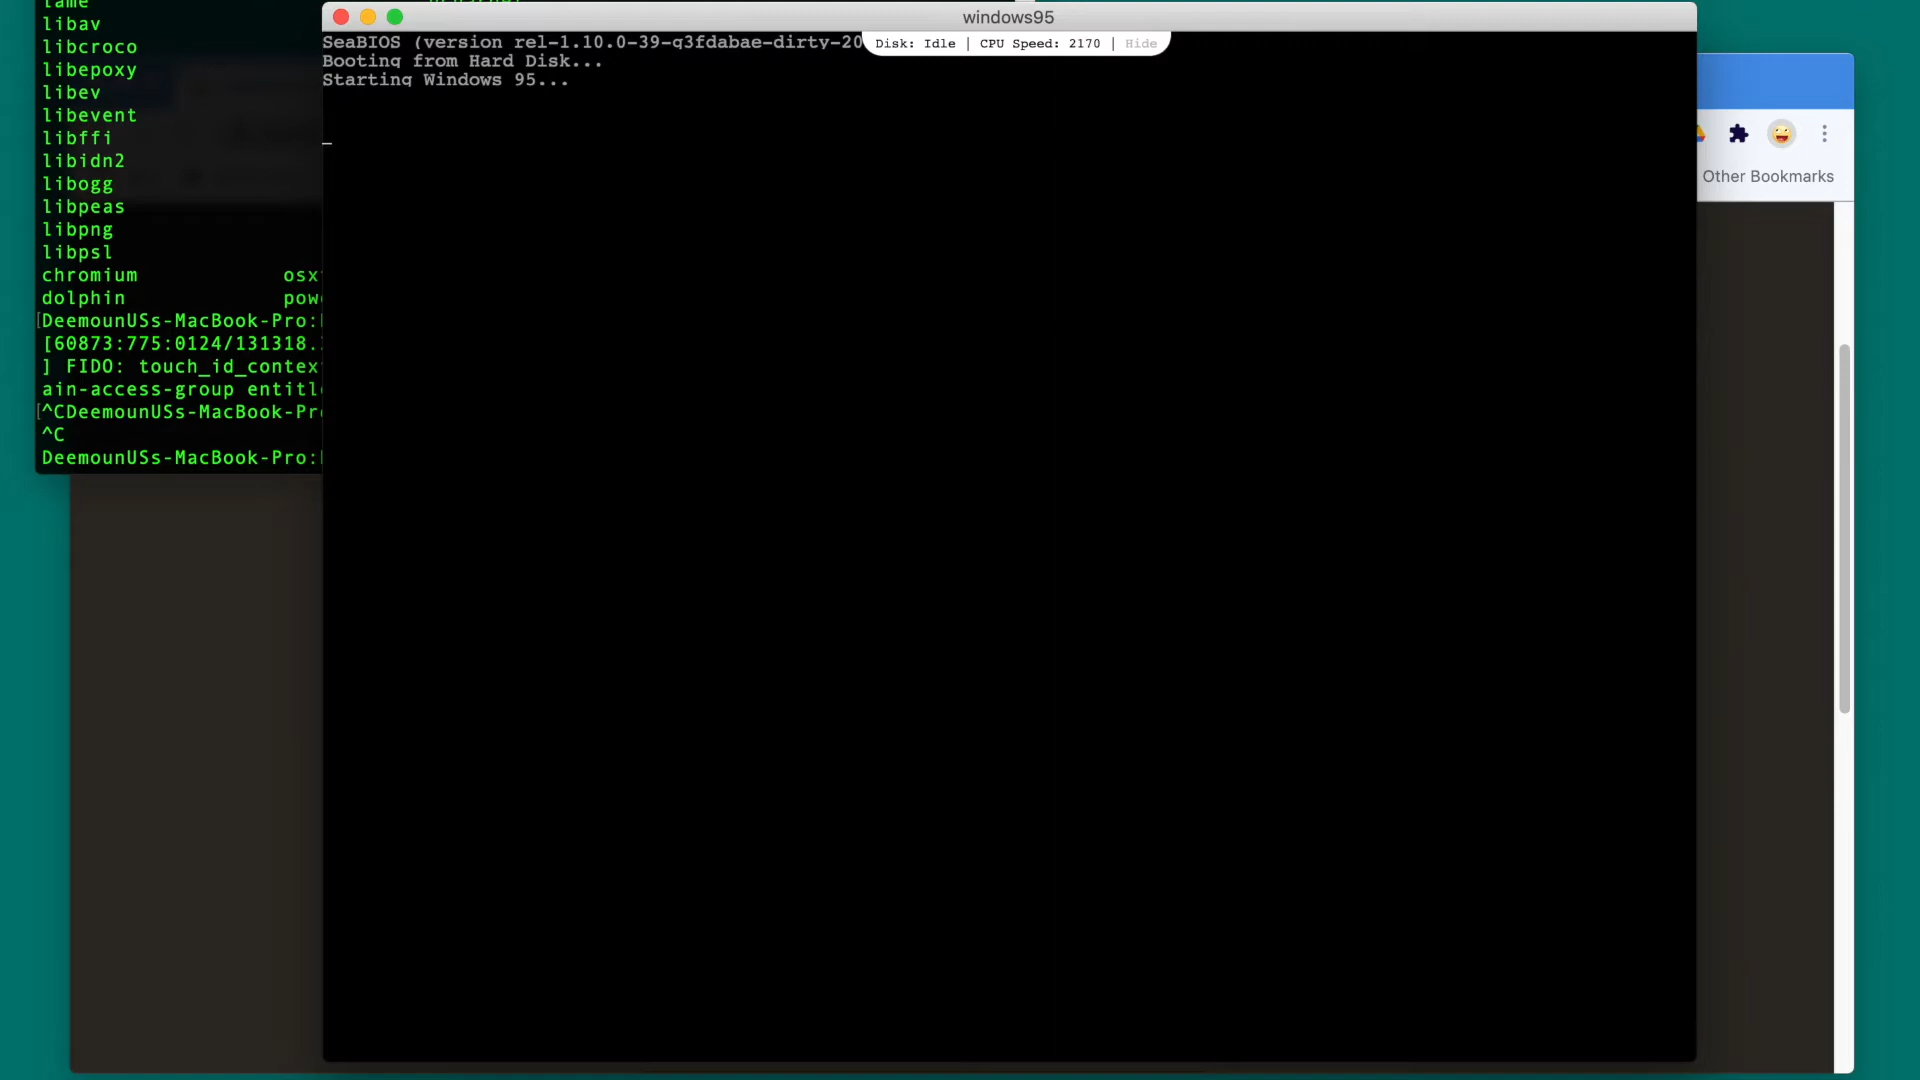 lame
libav
libcroco
libepoxy
libev
libevent
libffi
libidn2
libogg
libpeas
libpng
libpsl
chromium osx
dolphin pow
[DeemounUSs-MacBook-Pro:
[60873:775:0124/131318.
] FIDO: touch_id_contex
ain-access-group entitl
[^CDeemounUSs-MacBook-Pr
^C
DeemounUSs-MacBook-Pro:
windows95
SeaBIOS (version rel-1.10.0-39-g3fdabae-dirty-20
Disk: Idle | CPU Speed: 2170 | Hide
Booting from Hard Disk...
Starting Windows 95...
_
Other Bookmarks